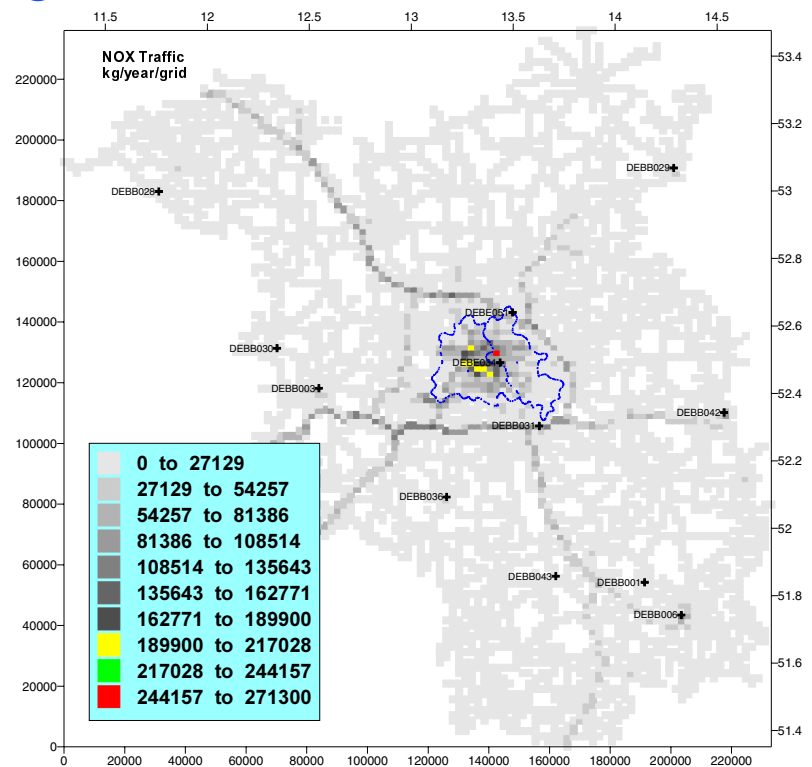 11.5 12 12.5 13 13.5 14 14.5
NOX Traffic
kg/year/grid
53.4
220000
53.2
200000
DEBB029
180000
DEBB028
53
160000
52.8
140000
DEBE051
52.6
DEBB030
DEBE034
120000
DEBB003
52.4
DEBB042
DEBB031
100000
52.2
0 to 27129
27129 to 54257
54257 to 81386
81386 to 108514
108514 to 135643
135643 to 162771
162771 to 189900
189900 to 217028
217028 to 244157
244157 to 271300
80000
DEBB036
52
60000
DEBB043
DEBB001
51.8
DEBB006
40000
51.6
20000
51.4
0
0 20000 40000 60000 80000 100000 120000 140000 160000 180000 200000 220000